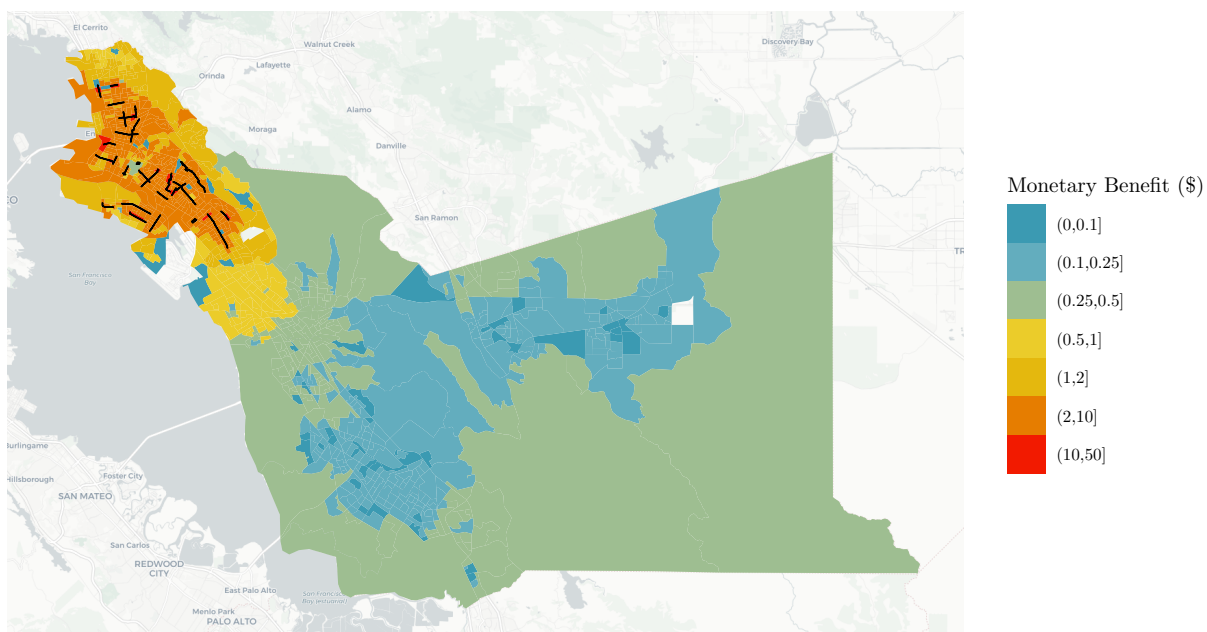 El Cerrito
Walnut Creek
Discovery Bay
Lafayette
Orinda
Alamo
Moraga
Danville
San Ramon
San Francisco
Bay
Foster City
SAN MATEO
San Carlos
REDWOOD
CITY
East Palo Alto
San Francisco
Menlo Park
PALO ALTO
Monetary Benefit ($)
(0,0.1]
(0.1,0.25]
(0.25,0.5]
(0.5,1]
(1,2]
(2,10]
(10,50]